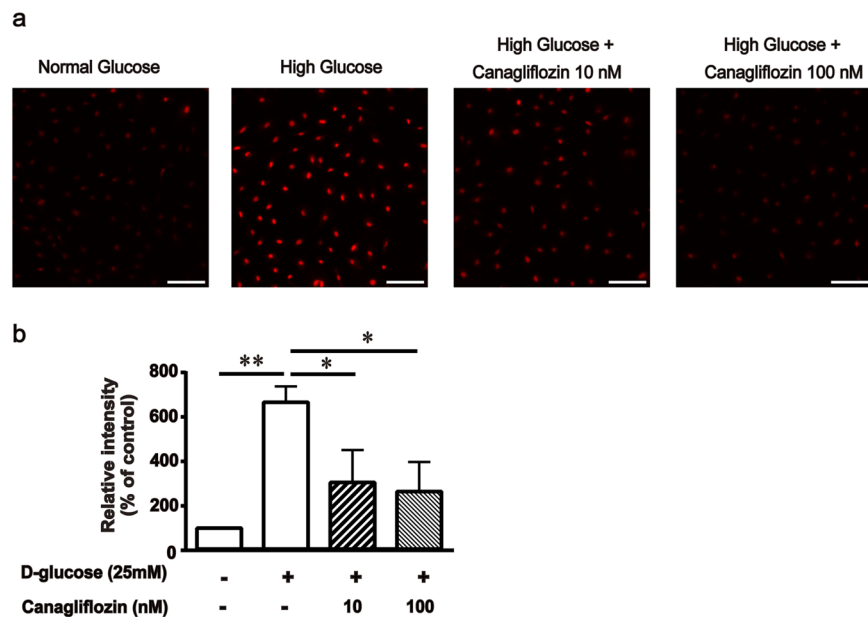 a
Normal Glucose
High Glucose
High Glucose +
Canagliflozin 10 nM
High Glucose +
Canagliflozin 100 nM
b
Relative intensity
(% of control)
800
600
400
200
0
**
*
*
D-glucose (25mM) - + + +
Canagliflozin (nM) - - 10 100